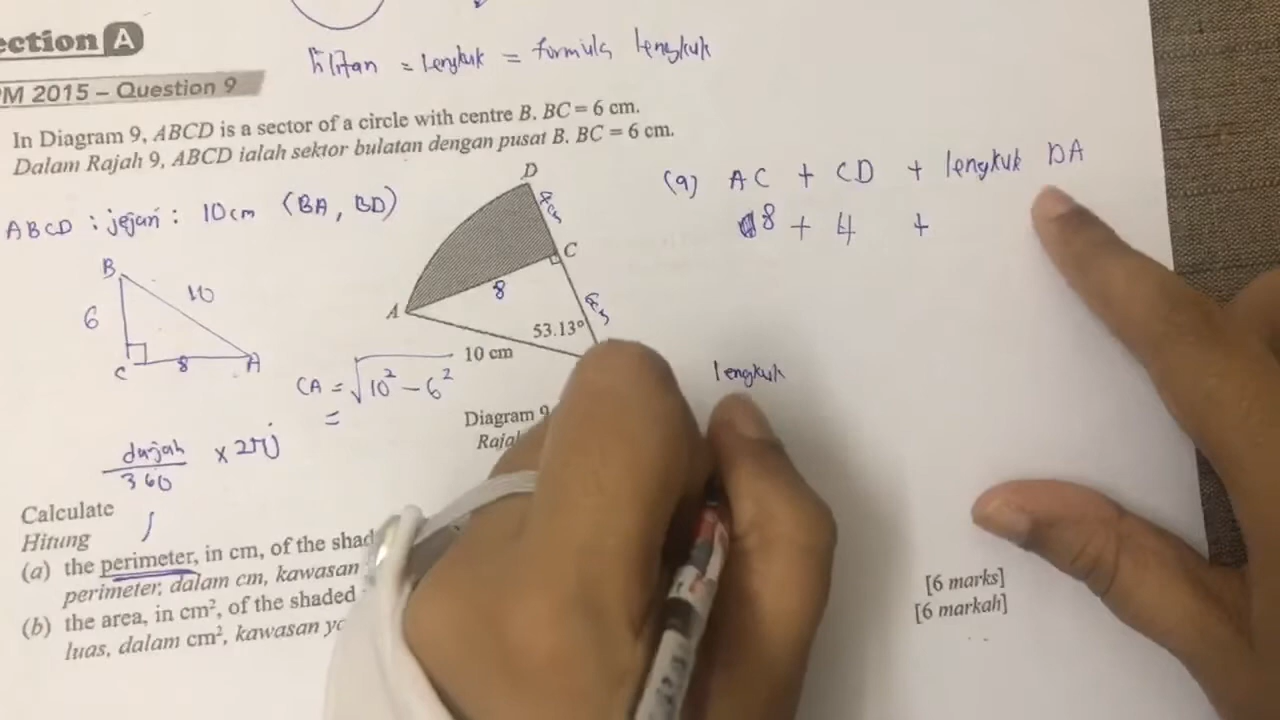 ection A
M 2015 – Question 9
lilitan = lengkuk = formula lengkuk
In Diagram 9, ABCD is a sector of a circle with centre B. BC = 6 cm.
Dalam Rajah 9, ABCD ialah sektor bulatan dengan pusat B. BC = 6 cm.
ABCD : jejari : 10cm (BA, BD)
B
6
10
C
8
A
CA = √10² − 6²
=
darjah
360
× 2πj
D
4cm
C
8
A
53.13°
10 cm
Diagram 9
(a) AC + CD + lengkuk DA
8 + 4 +
lengkuk
Calculate
Hitung
(a) the perimeter, in cm, of the shad
perimeter, dalam cm, kawasan
(b) the area, in cm², of the shaded
luas, dalam cm², kawasan
[6 marks]
[6 markah]